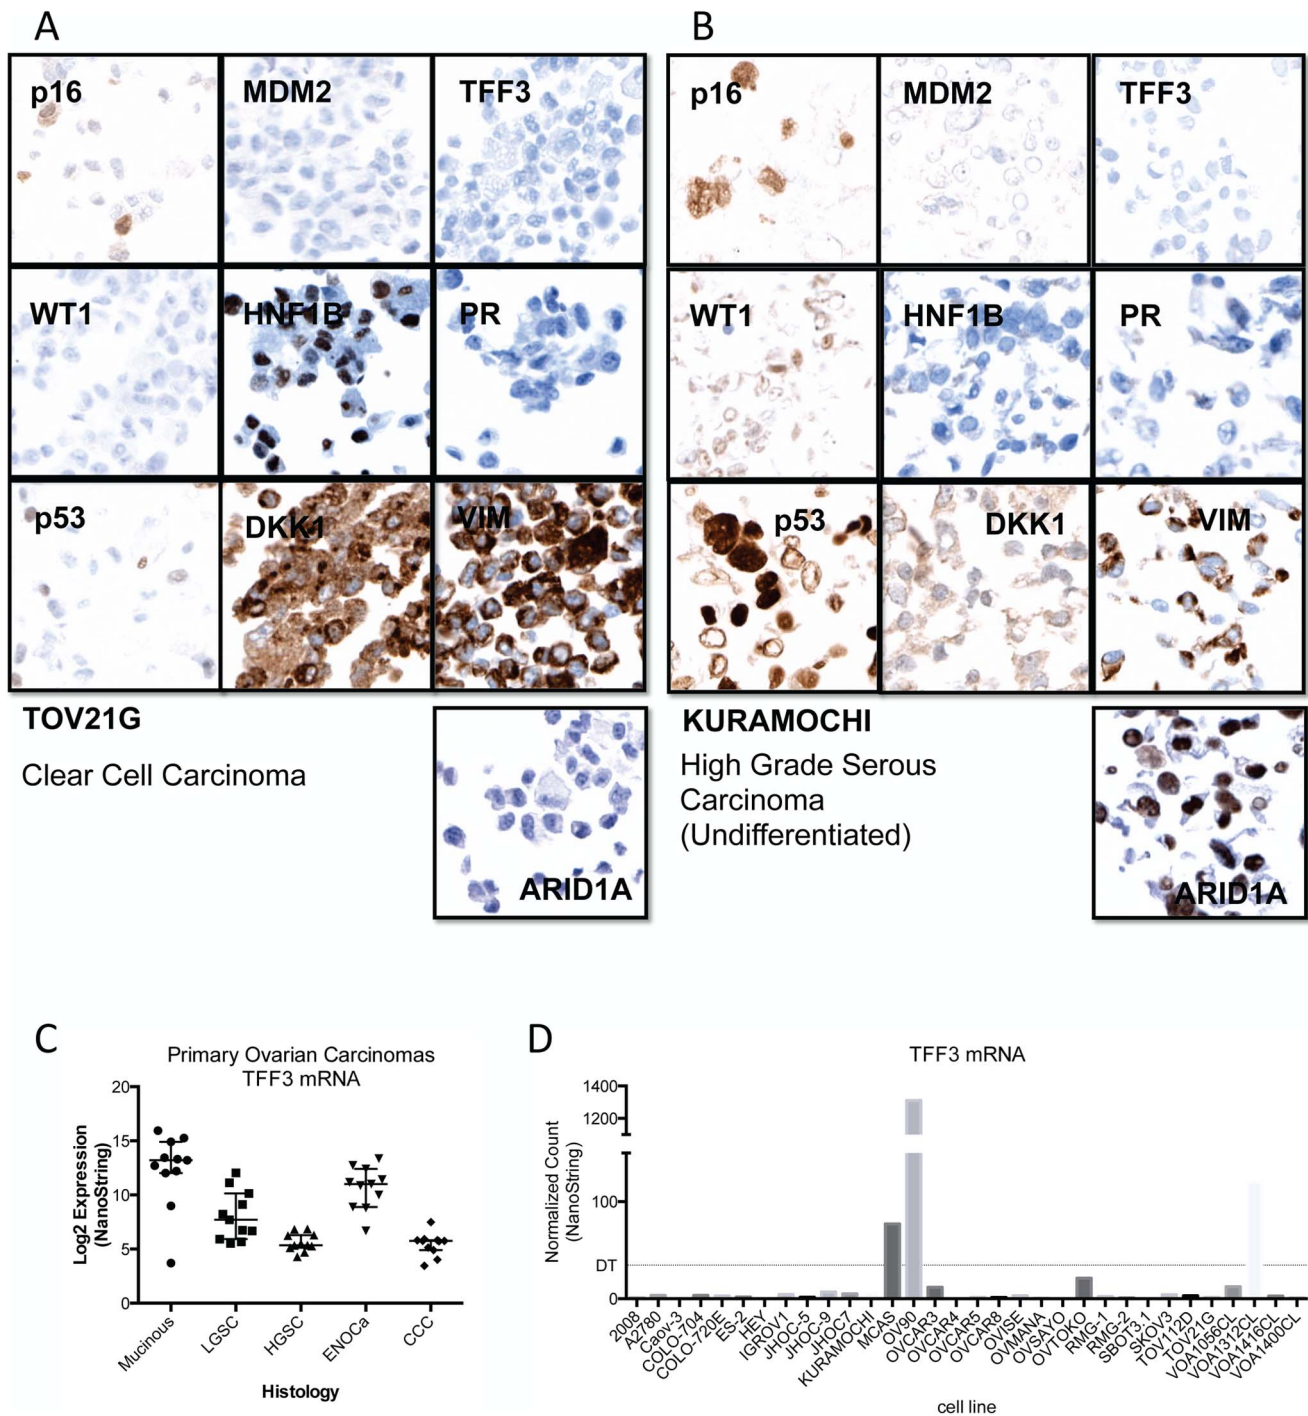 A
p16
MDM2
TFF3
WT1
HNF1B
PR
p53
DKK1
VIM
TOV21G
Clear Cell Carcinoma
ARID1A
B
p16
MDM2
TFF3
WT1
HNF1B
PR
p53
DKK1
VIM
KURAMOCHI
High Grade Serous
Carcinoma
(Undifferentiated)
ARID1A
C
Primary Ovarian Carcinomas
TFF3 mRNA
Log2 Expression
(NanoString)
20
15
10
5
0
Mucinous
LGSC
HGSC
ENOCa
CCC
Histology
D
TFF3 mRNA
Normalized Count
(NanoString)
1400
1200
100
DT
0
2008
A2780
Caov-3
COLO-704
COLO-720E
ES-2
HEY
IGROV1
JHOC-5
JHOC-9
JHOC7
KURAMOCHI
MCAS
OV90
OVCAR3
OVCAR4
OVCAR5
OVCAR8
OVISE
OVMANA
OVSAYO
OVTOKO
RMG-1
RMG-2
SBOT3.1
SKOV3
TOV112D
TOV21G
VOA1056CL
VOA1312CL
VOA1416CL
VOA1400CL
cell line